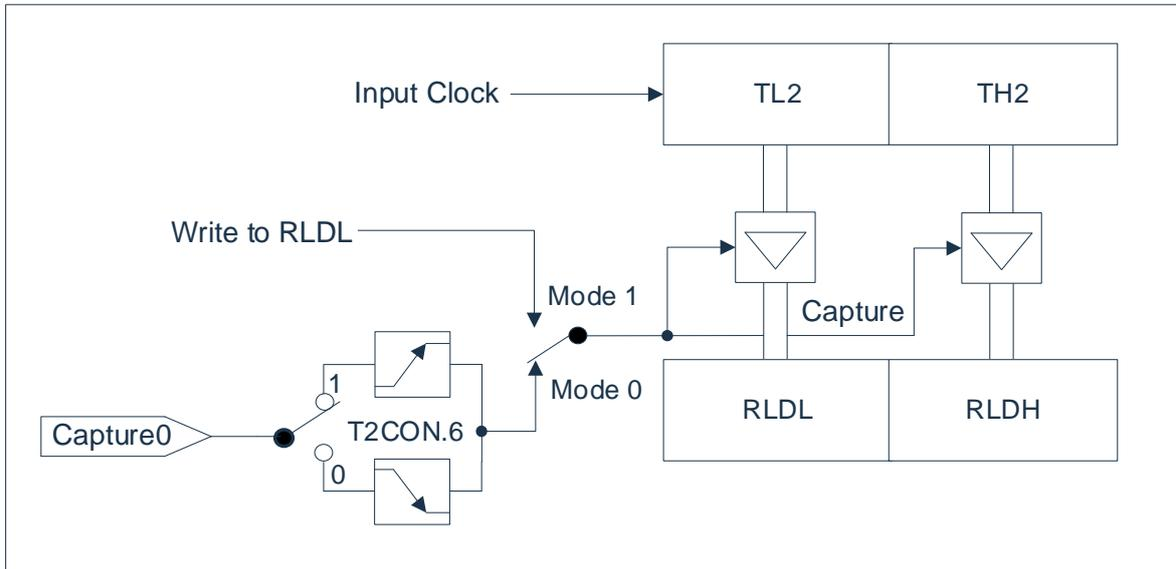 Input Clock
TL2
TH2
Write to RLDL
Mode 1
Capture
Mode 0
1
Capture0
T2CON.6
0
RLDL
RLDH